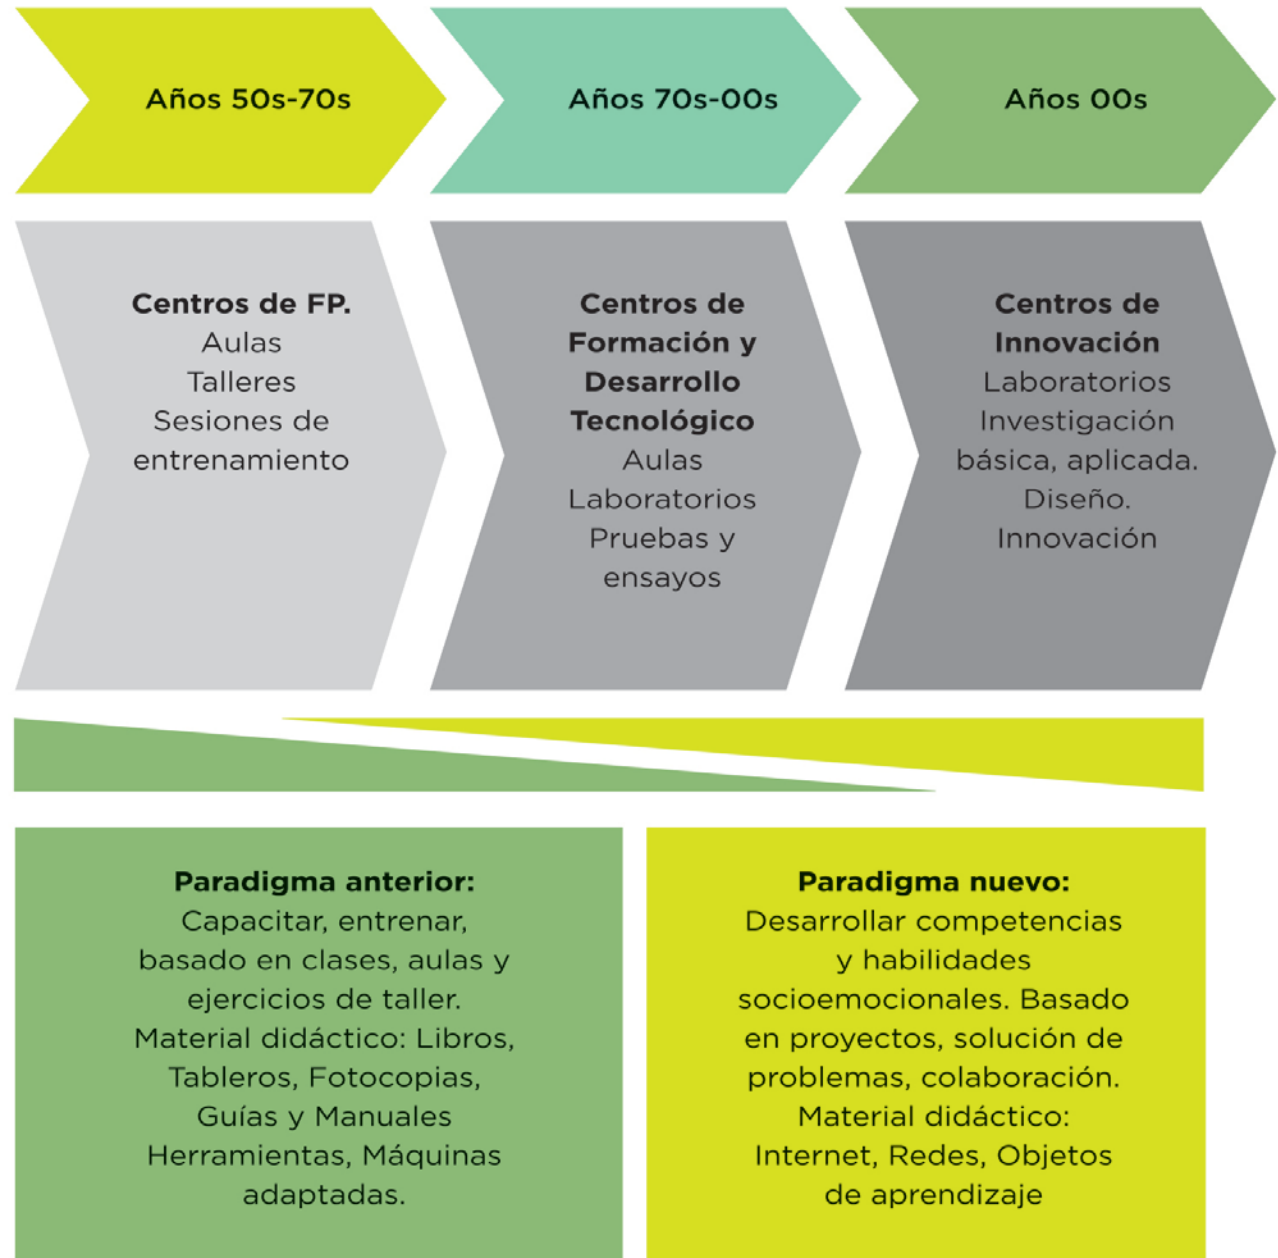 Años 50s-70s
Años 70s-00s
Años 00s
Centros de FP.
Aulas
Talleres
Sesiones de
entrenamiento
Centros de
Formación y
Desarrollo
Tecnológico
Aulas
Laboratorios
Pruebas y
ensayos
Centros de
Innovación
Laboratorios
Investigación
básica, aplicada.
Diseño.
Innovación
Paradigma anterior:
Capacitar, entrenar,
basado en clases, aulas y
ejercicios de taller.
Material didáctico: Libros,
Tableros, Fotocopias,
Guías y Manuales
Herramientas, Máquinas
adaptadas.
Paradigma nuevo:
Desarrollar competencias
y habilidades
socioemocionales. Basado
en proyectos, solución de
problemas, colaboración.
Material didáctico:
Internet, Redes, Objetos
de aprendizaje